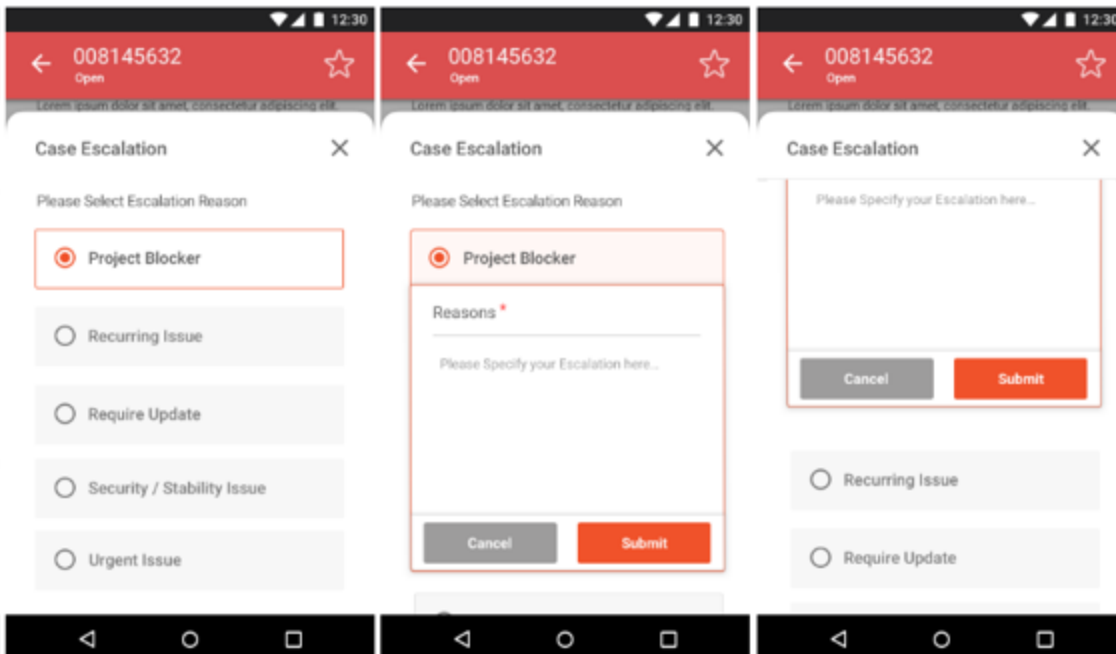 12:30
008145632
Open
Lorem ipsum dolor sit amet, consectetur adipiscing elit.
Case Escalation
Please Select Escalation Reason
Project Blocker
Recurring Issue
Require Update
Security / Stability Issue
Urgent Issue
12:30
008145632
Open
Lorem ipsum dolor sit amet, consectetur adipiscing elit.
Case Escalation
Please Select Escalation Reason
Project Blocker
Reasons *
Please Specify your Escalation here...
Cancel
Submit
12:30
008145632
Open
Lorem ipsum dolor sit amet, consectetur adipiscing elit.
Case Escalation
Please Specify your Escalation here...
Cancel
Submit
Recurring Issue
Require Update